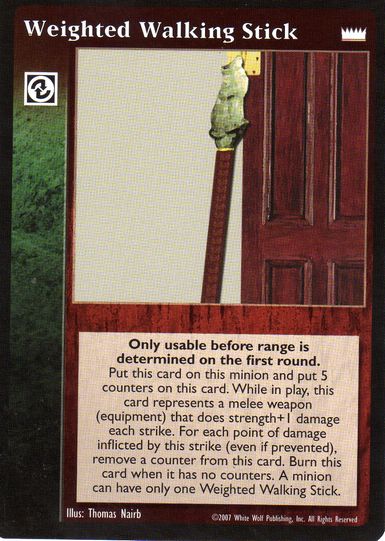 Weighted Walking Stick
Only usable before range is
determined on the first round.
Put this card on this minion and put 5
counters on this card. While in play, this
card represents a melee weapon
(equipment) that does strength+1 damage
each strike. For each point of damage
inflicted by this strike (even if prevented),
remove a counter from this card. Burn this
card when it has no counters. A minion
can have only one Weighted Walking Stick.
Illus: Thomas Nairb
©2007 White Wolf Publishing, Inc. All Rights Reserved